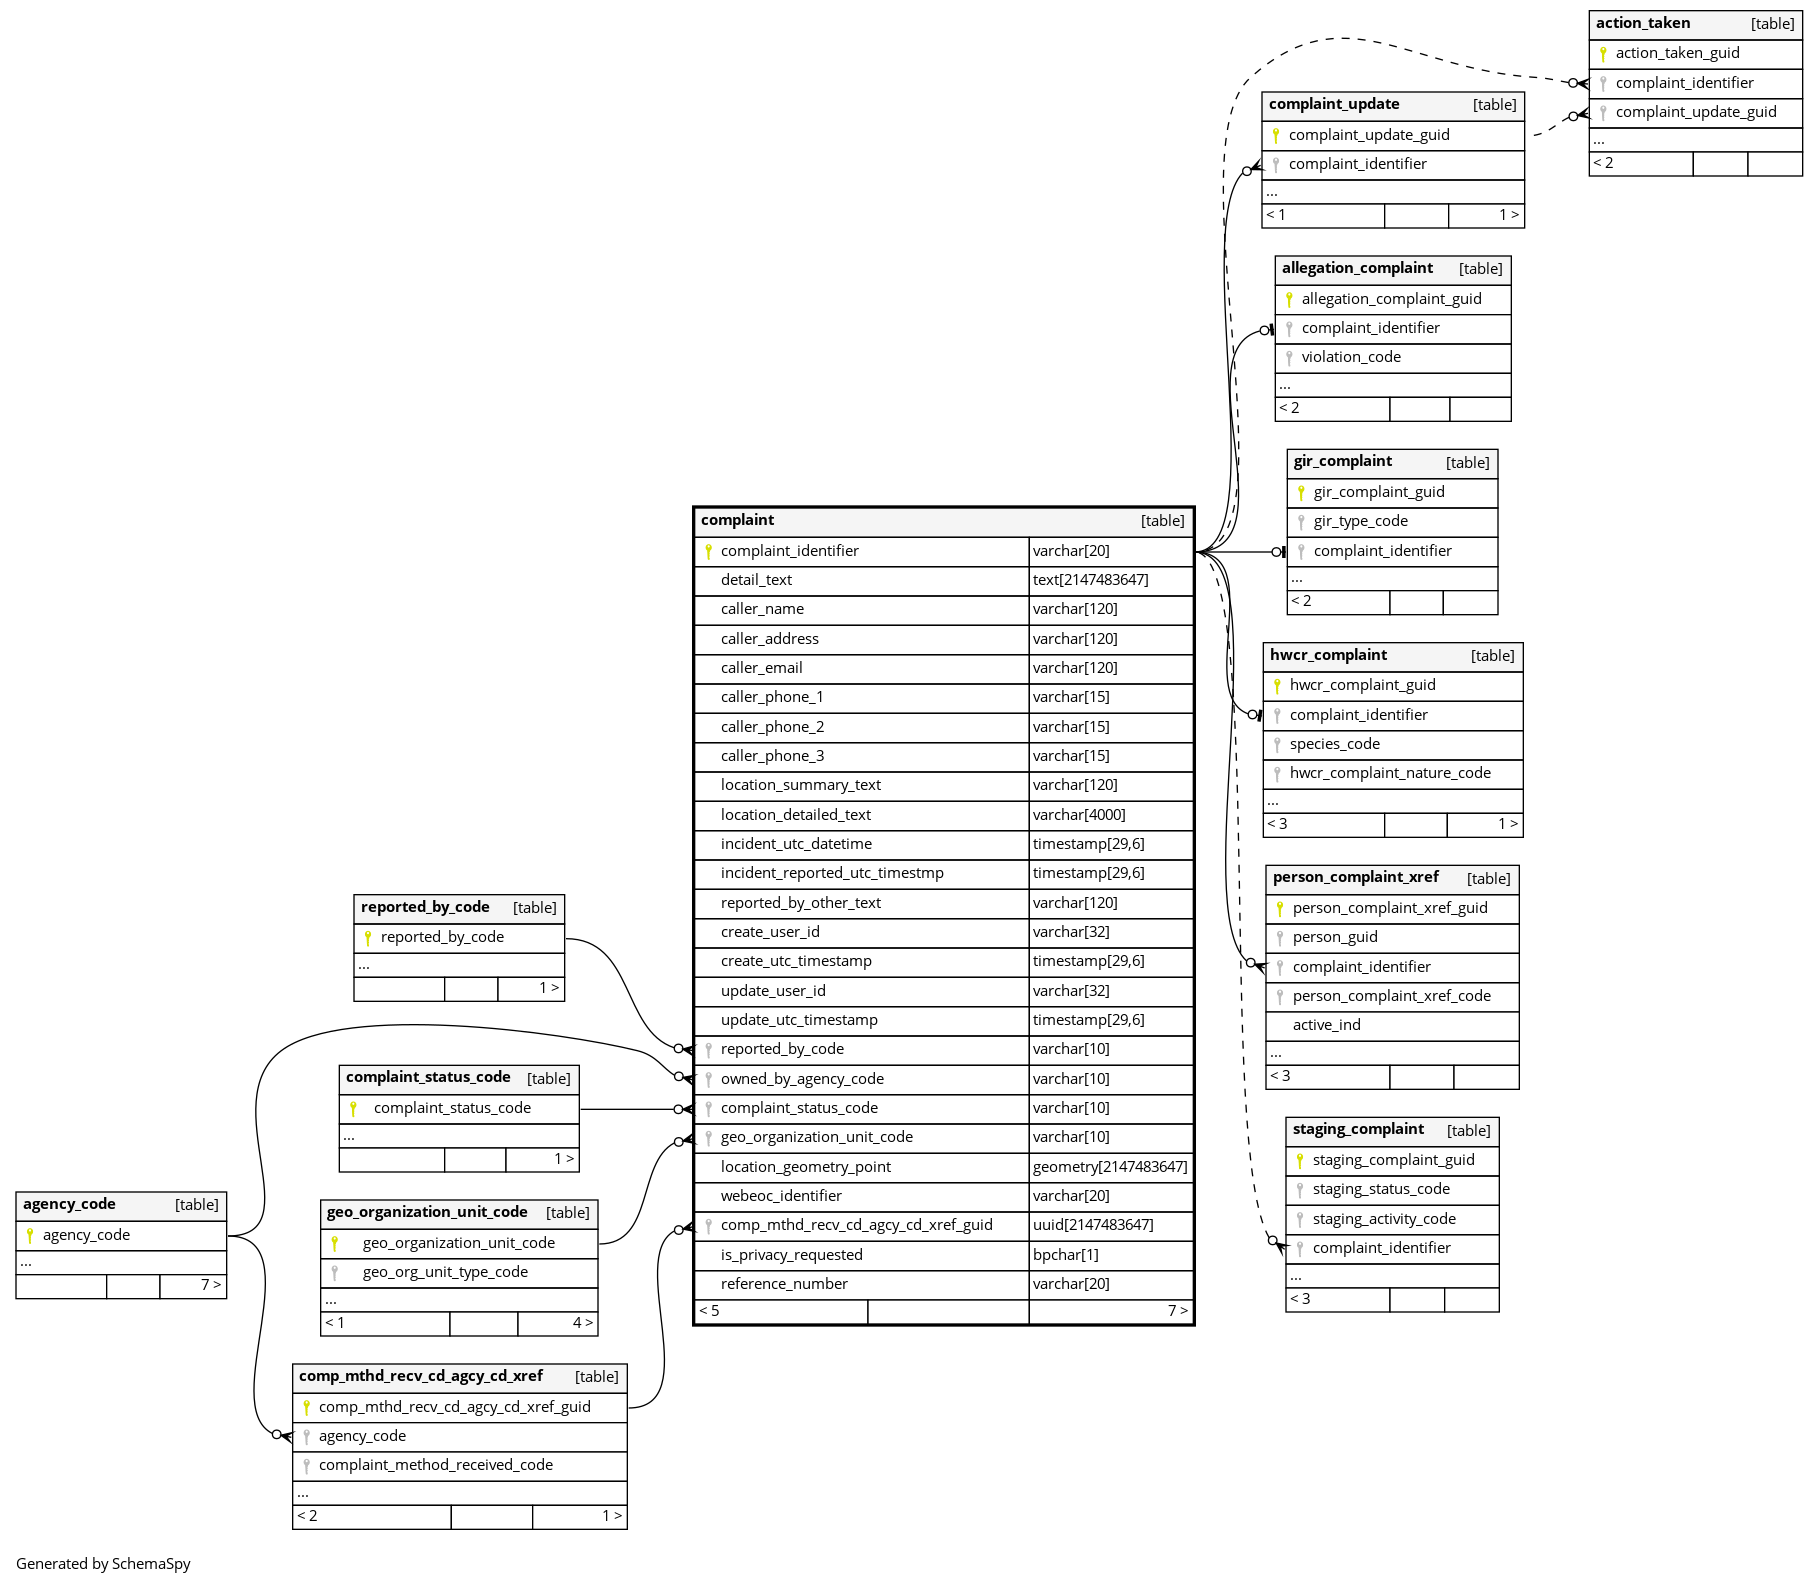 action_taken [table]
action_taken_guid
complaint_identifier
complaint_update_guid
...
< 2
complaint_update [table]
complaint_update_guid
complaint_identifier
...
< 1 1 >
allegation_complaint [table]
allegation_complaint_guid
complaint_identifier
violation_code
...
< 2
gir_complaint [table]
gir_complaint_guid
gir_type_code
complaint_identifier
...
< 2
hwcr_complaint [table]
hwcr_complaint_guid
complaint_identifier
species_code
hwcr_complaint_nature_code
...
< 3 1 >
person_complaint_xref [table]
person_complaint_xref_guid
person_guid
complaint_identifier
person_complaint_xref_code
active_ind
...
< 3
staging_complaint [table]
staging_complaint_guid
staging_status_code
staging_activity_code
complaint_identifier
...
< 3
complaint [table]
complaint_identifier varchar[20]
detail_text text[2147483647]
caller_name varchar[120]
caller_address varchar[120]
caller_email varchar[120]
caller_phone_1 varchar[15]
caller_phone_2 varchar[15]
caller_phone_3 varchar[15]
location_summary_text varchar[120]
location_detailed_text varchar[4000]
incident_utc_datetime timestamp[29,6]
incident_reported_utc_timestmp timestamp[29,6]
reported_by_other_text varchar[120]
create_user_id varchar[32]
create_utc_timestamp timestamp[29,6]
update_user_id varchar[32]
update_utc_timestamp timestamp[29,6]
reported_by_code varchar[10]
owned_by_agency_code varchar[10]
complaint_status_code varchar[10]
geo_organization_unit_code varchar[10]
location_geometry_point geometry[2147483647]
webeoc_identifier varchar[20]
comp_mthd_recv_cd_agcy_cd_xref_guid uuid[2147483647]
is_privacy_requested bpchar[1]
reference_number varchar[20]
< 5 7 >
reported_by_code [table]
reported_by_code
...
1 >
complaint_status_code [table]
complaint_status_code
...
1 >
agency_code [table]
agency_code
...
7 >
geo_organization_unit_code [table]
geo_organization_unit_code
geo_org_unit_type_code
...
< 1 4 >
comp_mthd_recv_cd_agcy_cd_xref [table]
comp_mthd_recv_cd_agcy_cd_xref_guid
agency_code
complaint_method_received_code
...
< 2 1 >
Generated by SchemaSpy